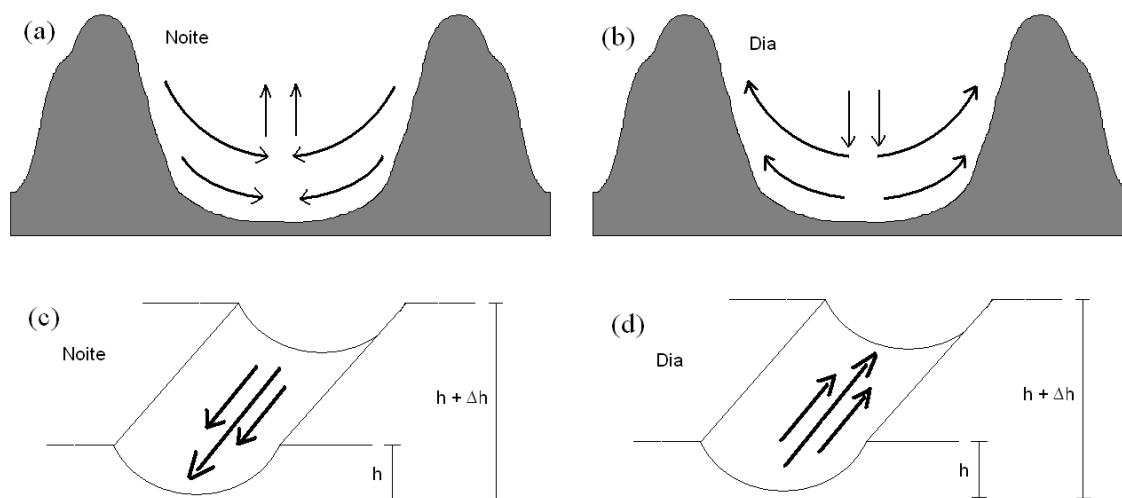 (a)
Noite
(b)
Dia
(c)
Noite
h + Δh
h
(d)
Dia
h + Δh
h